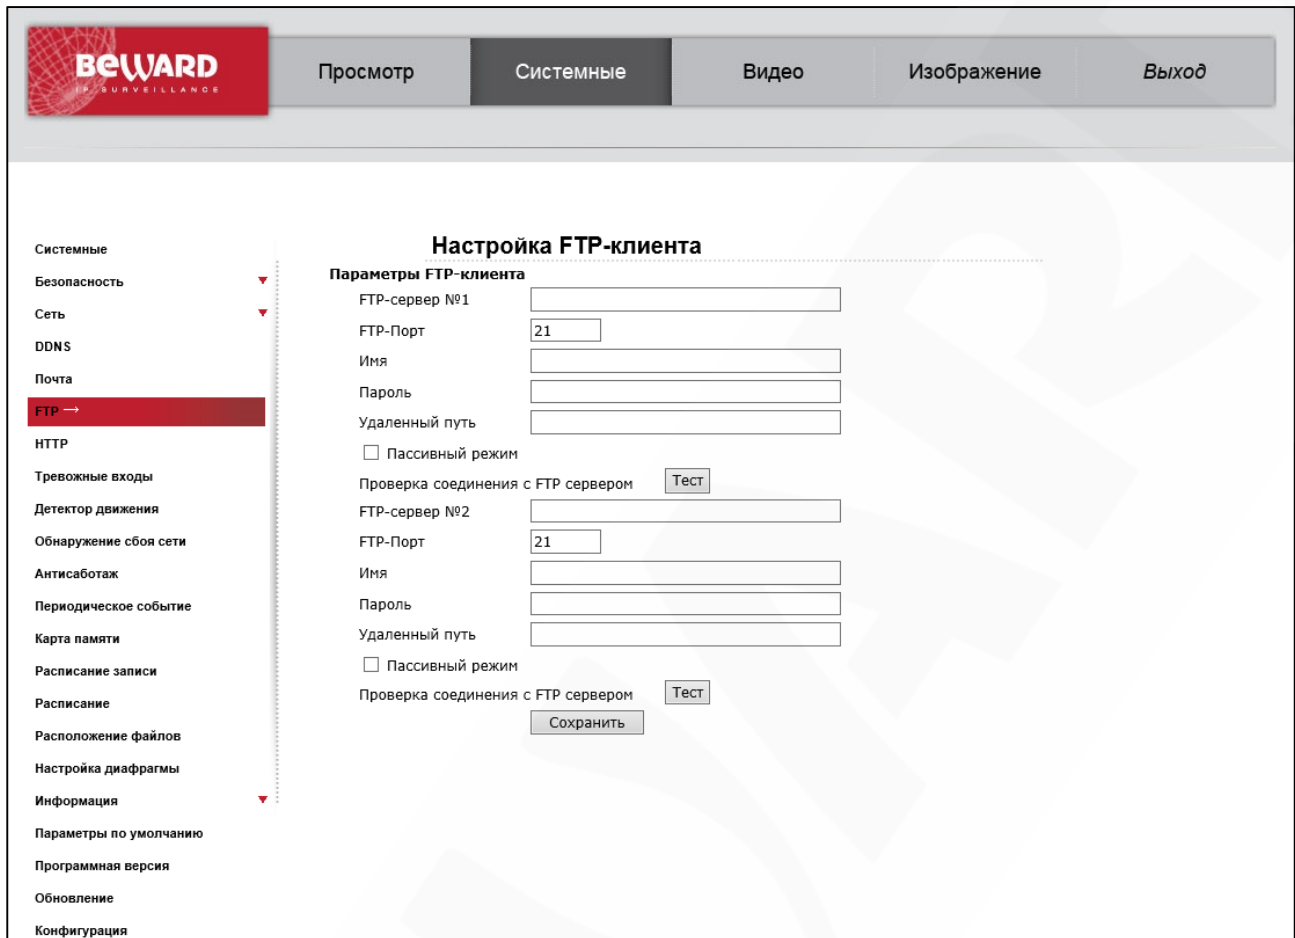 BEWARD
IP SURVEILLANCE
Просмотр
Системные
Видео
Изображение
Выход
Системные
Безопасность
Сеть
DDNS
Почта
FTP →
HTTP
Тревожные входы
Детектор движения
Обнаружение сбоя сети
Антисаботаж
Периодическое событие
Карта памяти
Расписание записи
Расписание
Расположение файлов
Настройка диафрагмы
Информация
Параметры по умолчанию
Программная версия
Обновление
Конфигурация
Настройка FTP-клиента
Параметры FTP-клиента
FTP-сервер №1
FTP-Порт 21
Имя
Пароль
Удаленный путь
Пассивный режим
Проверка соединения с FTP сервером Тест
FTP-сервер №2
FTP-Порт 21
Имя
Пароль
Удаленный путь
Пассивный режим
Проверка соединения с FTP сервером Тест
Сохранить